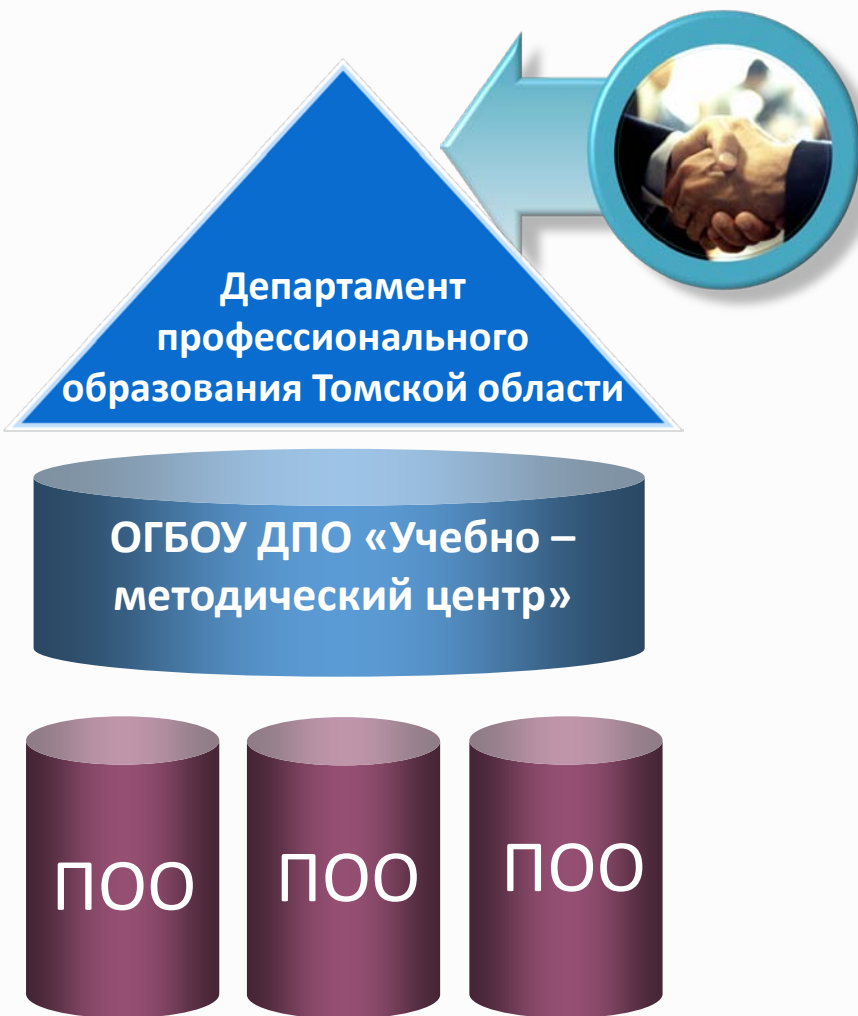 Департамент
профессионального
образования Томской области
ОГБОУ ДПО «Учебно –
методический центр»
ПОО
ПОО
ПОО